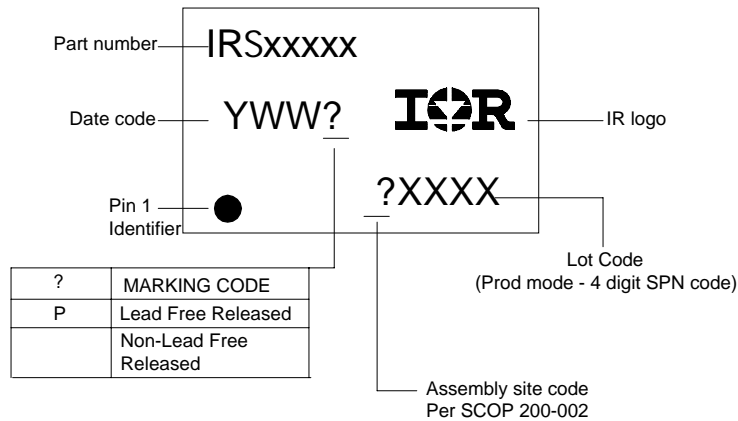 Part number
IRSxxxxx
Date code
YWW?
IOR
IR logo
?XXXX
Pin 1
Identifier
Lot Code
(Prod mode - 4 digit SPN code)
? MARKING CODE
P Lead Free Released
Non-Lead Free
Released
Assembly site code
Per SCOP 200-002